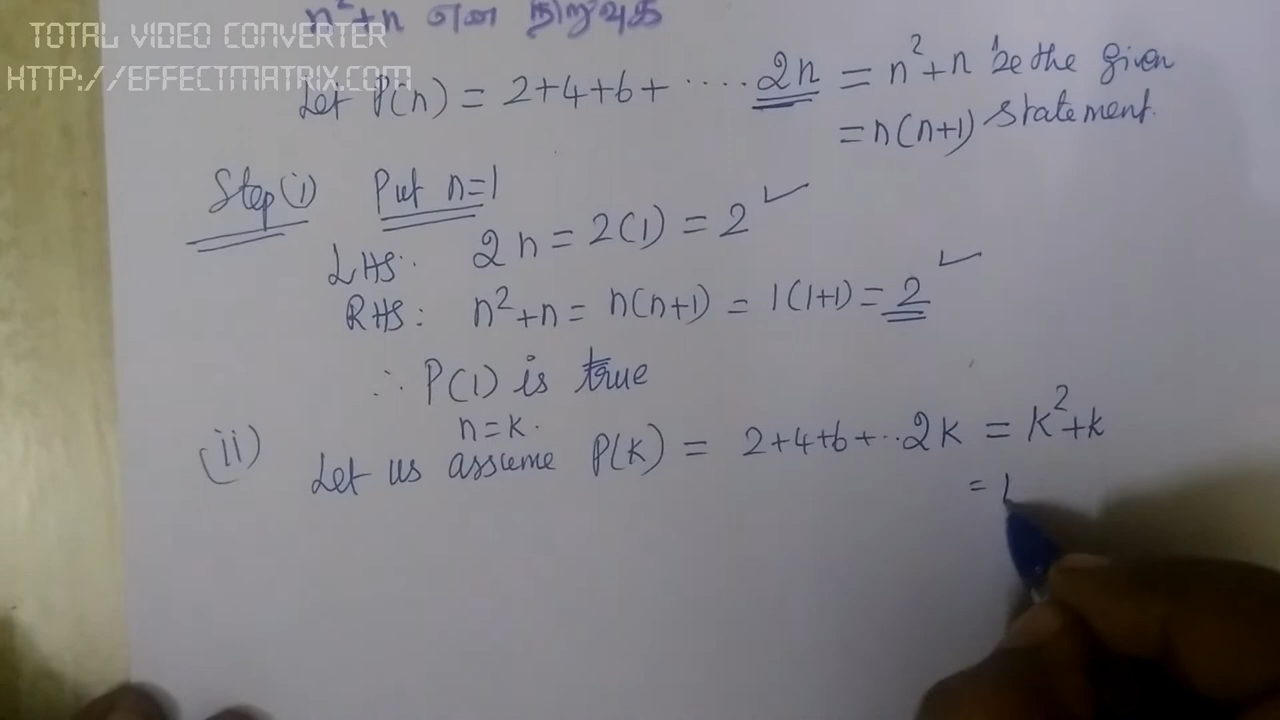 TOTAL VIDEO CONVERTER
HTTP://EFFECTMATRIX.COM
n²+n என நிறுவுக
Let P(n) = 2+4+6+ ..... 2n = n²+n be the given
= n(n+1) statement.
Step (i) Put n=1
LHS: 2n = 2(1) = 2 ✓
RHS: n²+n = n(n+1) = 1(1+1) = 2 ✓
∴ P(1) is true
n=k.
(ii) Let us assume P(k) = 2+4+6+..2k = k²+k
=